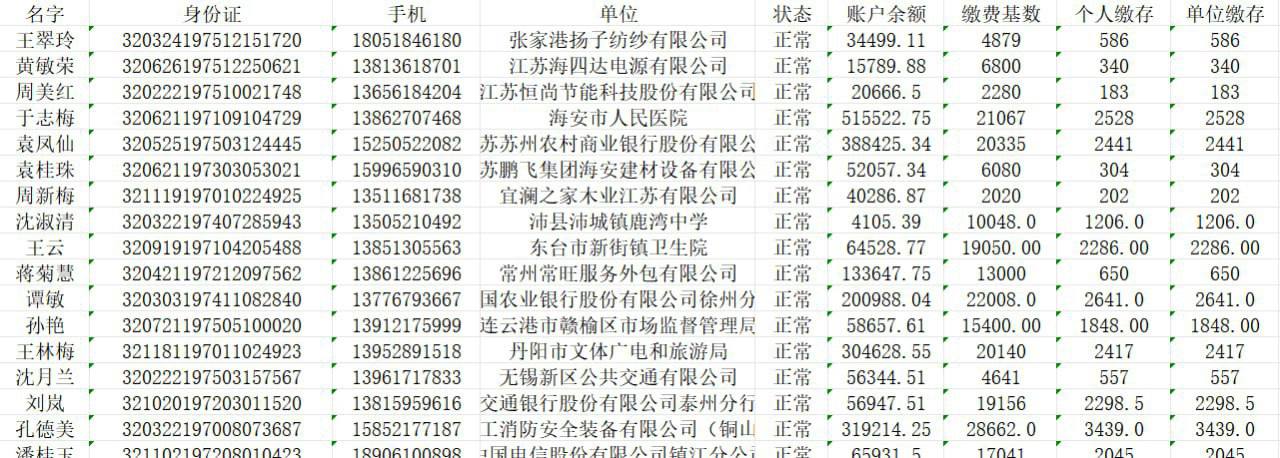 名字 身份证 手机 单位 状态 账户余额 缴费基数 个人缴存 单位缴存
王翠玲 320324197512151720 18051846180 张家港扬子纺纱有限公司 正常 34499.11 4879 586 586
黄敏荣 320626197512250621 13813618701 江苏海四达电源有限公司 正常 15789.88 6800 340 340
周美红 320222197510021748 13656184204 江苏恒尚节能科技股份有限公司 正常 20666.5 2280 183 183
于志梅 320621197109104729 13862707468 海安市人民医院 正常 515522.75 21067 2528 2528
袁凤仙 320525197503124445 15250522082 苏苏州农村商业银行股份有限公 正常 388425.34 20335 2441 2441
袁桂珠 320621197303053021 15996590310 苏鹏飞集团海安建材设备有限公 正常 52057.34 6080 304 304
周新梅 321119197010224925 13511681738 宜澜之家木业江苏有限公司 正常 40286.87 2020 202 202
沈淑清 320322197407285943 13505210492 沛县沛城镇鹿湾中学 正常 4105.39 10048.0 1206.0 1206.0
王云 320919197104205488 13851305563 东台市新街镇卫生院 正常 64528.77 19050.00 2286.00 2286.00
蒋菊慧 320421197212097562 13861225696 常州常旺服务外包有限公司 正常 133647.75 13000 650 650
谭敏 320303197411082840 13776793667 国农业银行股份有限公司徐州分 正常 200988.04 22008.0 2641.0 2641.0
孙艳 320721197505100020 13912175999 连云港市赣榆区市场监督管理局 正常 58657.61 15400.00 1848.00 1848.00
王林梅 321181197011024923 13952891518 丹阳市文体广电和旅游局 正常 304628.55 20140 2417 2417
沈月兰 320222197503157567 13961717833 无锡新区公共交通有限公司 正常 56344.51 4641 557 557
刘岚 321020197203011520 13815959616 交通银行股份有限公司泰州分行 正常 56947.51 19156 2298.5 2298.5
孔德美 320322197008073687 15852177187 工消防安全装备有限公司（铜山 正常 319214.25 28662.0 3439.0 3439.0
潘桂玉 321102197208010423 18906100898 国电信股份有限公司镇江分公 正常 65931.5 17041 2045 2045